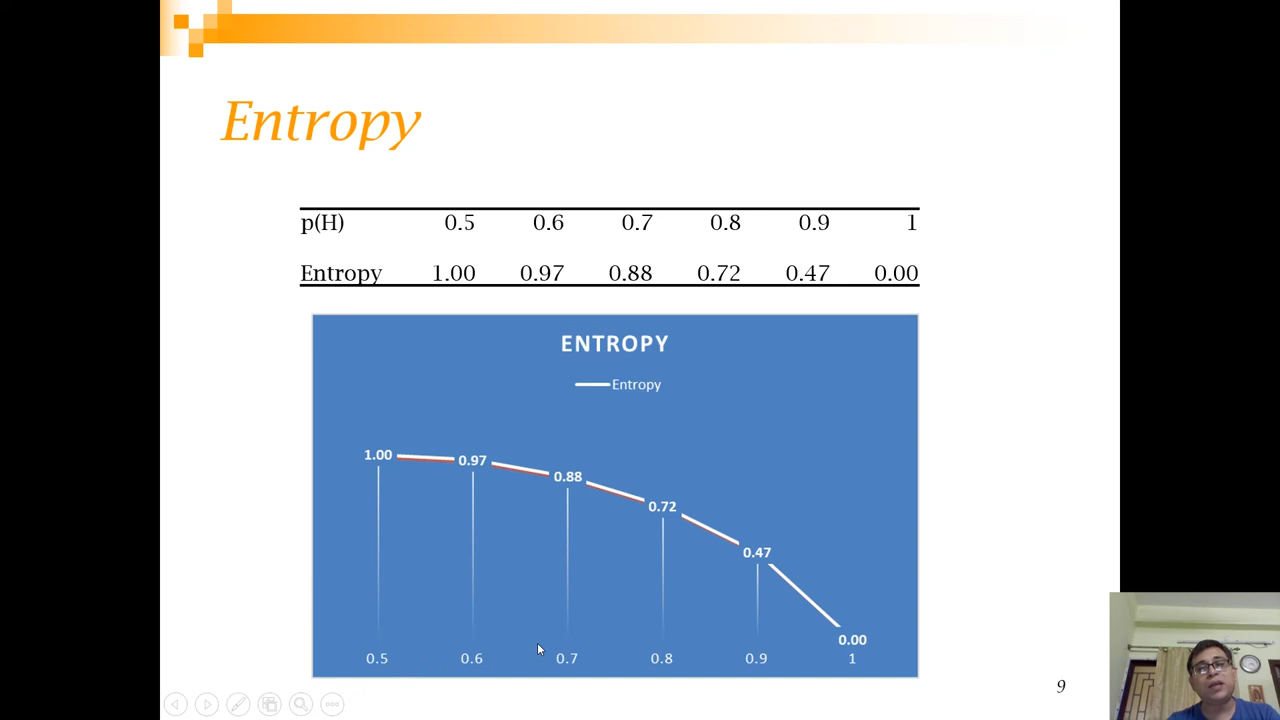 Entropy
p(H) 0.5 0.6 0.7 0.8 0.9 1
Entropy 1.00 0.97 0.88 0.72 0.47 0.00
ENTROPY
Entropy
1.00 0.97 0.88 0.72 0.47 0.00
0.5 0.6 0.7 0.8 0.9 1
9